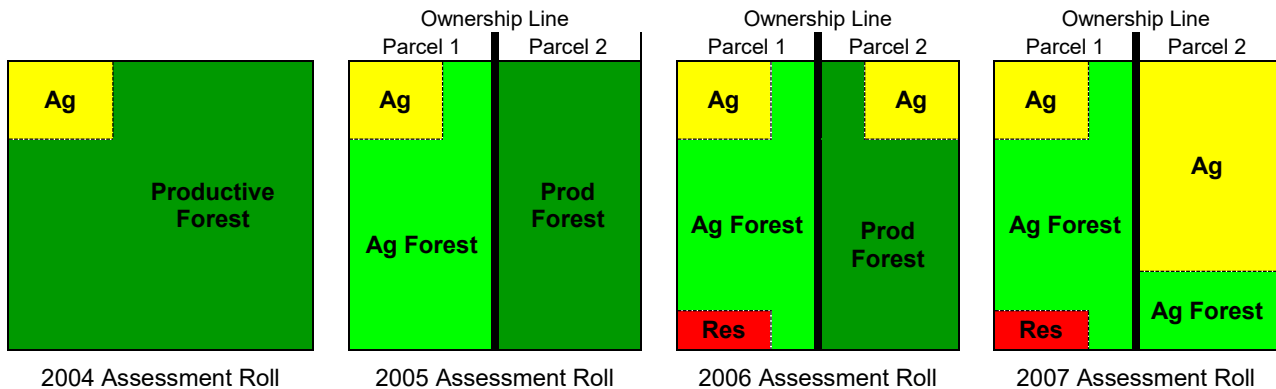 Ag
Productive
Forest
2004 Assessment Roll
Ownership Line
Parcel 1
Parcel 2
Ag
Ag Forest
Prod
Forest
2005 Assessment Roll
Ownership Line
Parcel 1
Parcel 2
Ag
Ag Forest
Res
Ag
Prod
Forest
2006 Assessment Roll
Ownership Line
Parcel 1
Parcel 2
Ag
Ag Forest
Res
Ag
Ag Forest
2007 Assessment Roll